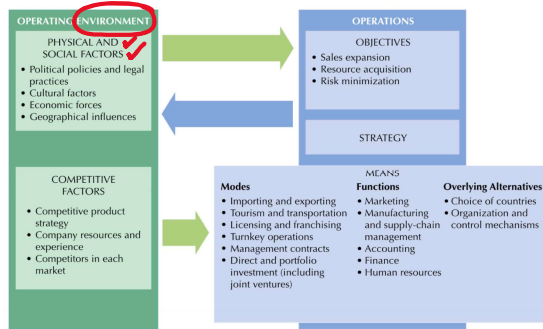 OPERATING ENVIRONMENT
PHYSICAL AND
SOCIAL FACTORS
• Political policies and legal
practices
• Cultural factors
• Economic forces
• Geographical influences
COMPETITIVE
FACTORS
• Competitive product
strategy
• Company resources and
experience
• Competitors in each
market
OPERATIONS
OBJECTIVES
• Sales expansion
• Resource acquisition
• Risk minimization
STRATEGY
MEANS
Modes
• Importing and exporting
• Tourism and transportation
• Licensing and franchising
• Turnkey operations
• Management contracts
• Direct and portfolio
investment (including
joint ventures)
Functions
• Marketing
• Manufacturing
and supply-chain
management
• Accounting
• Finance
• Human resources
Overlying Alternatives
• Choice of countries
• Organization and
control mechanisms